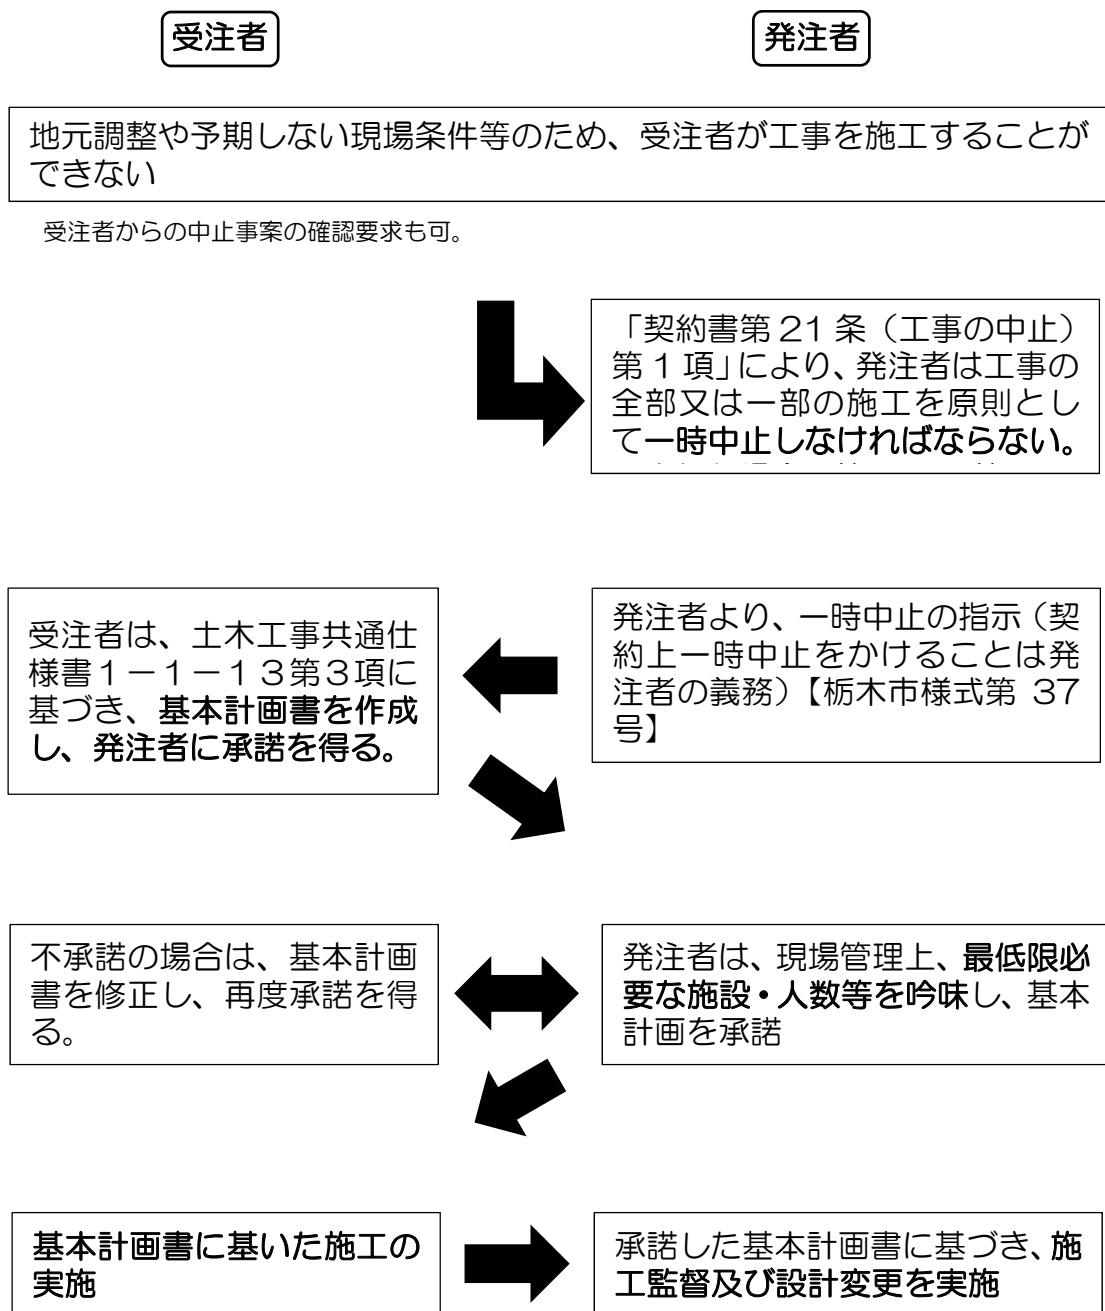 受注者
発注者
地元調整や予期しない現場条件等のため、受注者が工事を施工することが
できない
受注者からの中止事案の確認要求も可。
「契約書第 21 条（工事の中止）
第 1 項」により、発注者は工事の
全部又は一部の施工を原則とし
て一時中止しなければならない。
発注者より、一時中止の指示（契
約上一時中止をかけることは発
注者の義務）【栃木市様式第 37
号】
受注者は、土木工事共通仕
様書１－１－１３第３項に
基づき、基本計画書を作成
し、発注者に承諾を得る。
不承諾の場合は、基本計画
書を修正し、再度承諾を得
る。
発注者は、現場管理上、最低限必
要な施設・人数等を吟味し、基本
計画を承諾
基本計画書に基いた施工の
実施
承諾した基本計画書に基づき、施
工監督及び設計変更を実施